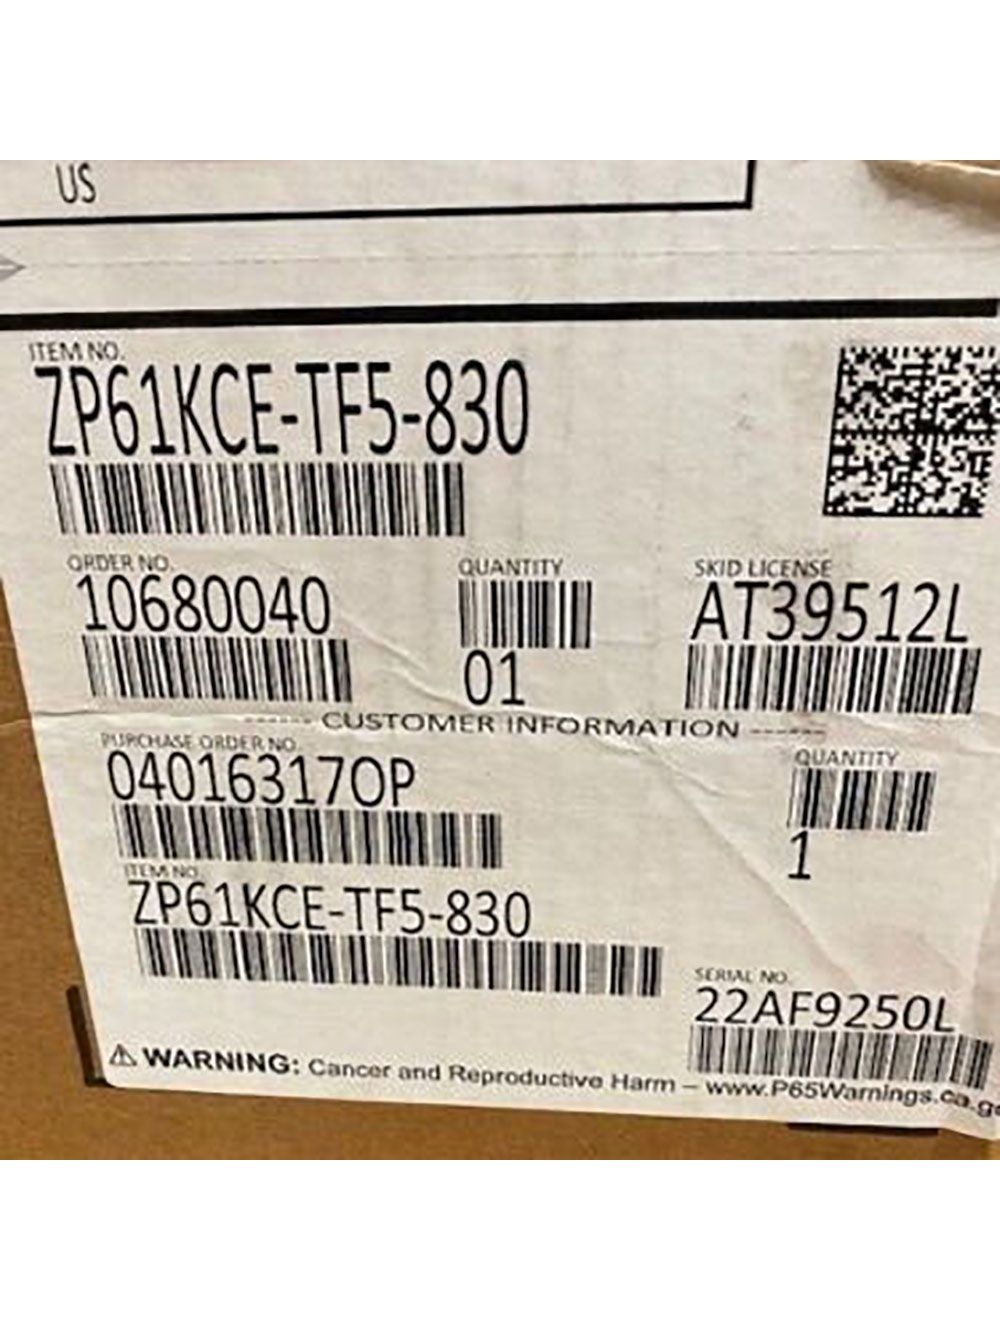 US
ITEM NO.
ZP61KCE-TF5-830
ORDER NO.
10680040
QUANTITY
01
SKID LICENSE
AT39512L
------ CUSTOMER INFORMATION ------
PURCHASE ORDER NO.
04016317OP
QUANTITY
1
ITEM NO.
ZP61KCE-TF5-830
SERIAL NO.
22AF9250L
⚠ WARNING: Cancer and Reproductive Harm – www.P65Warnings.ca.go